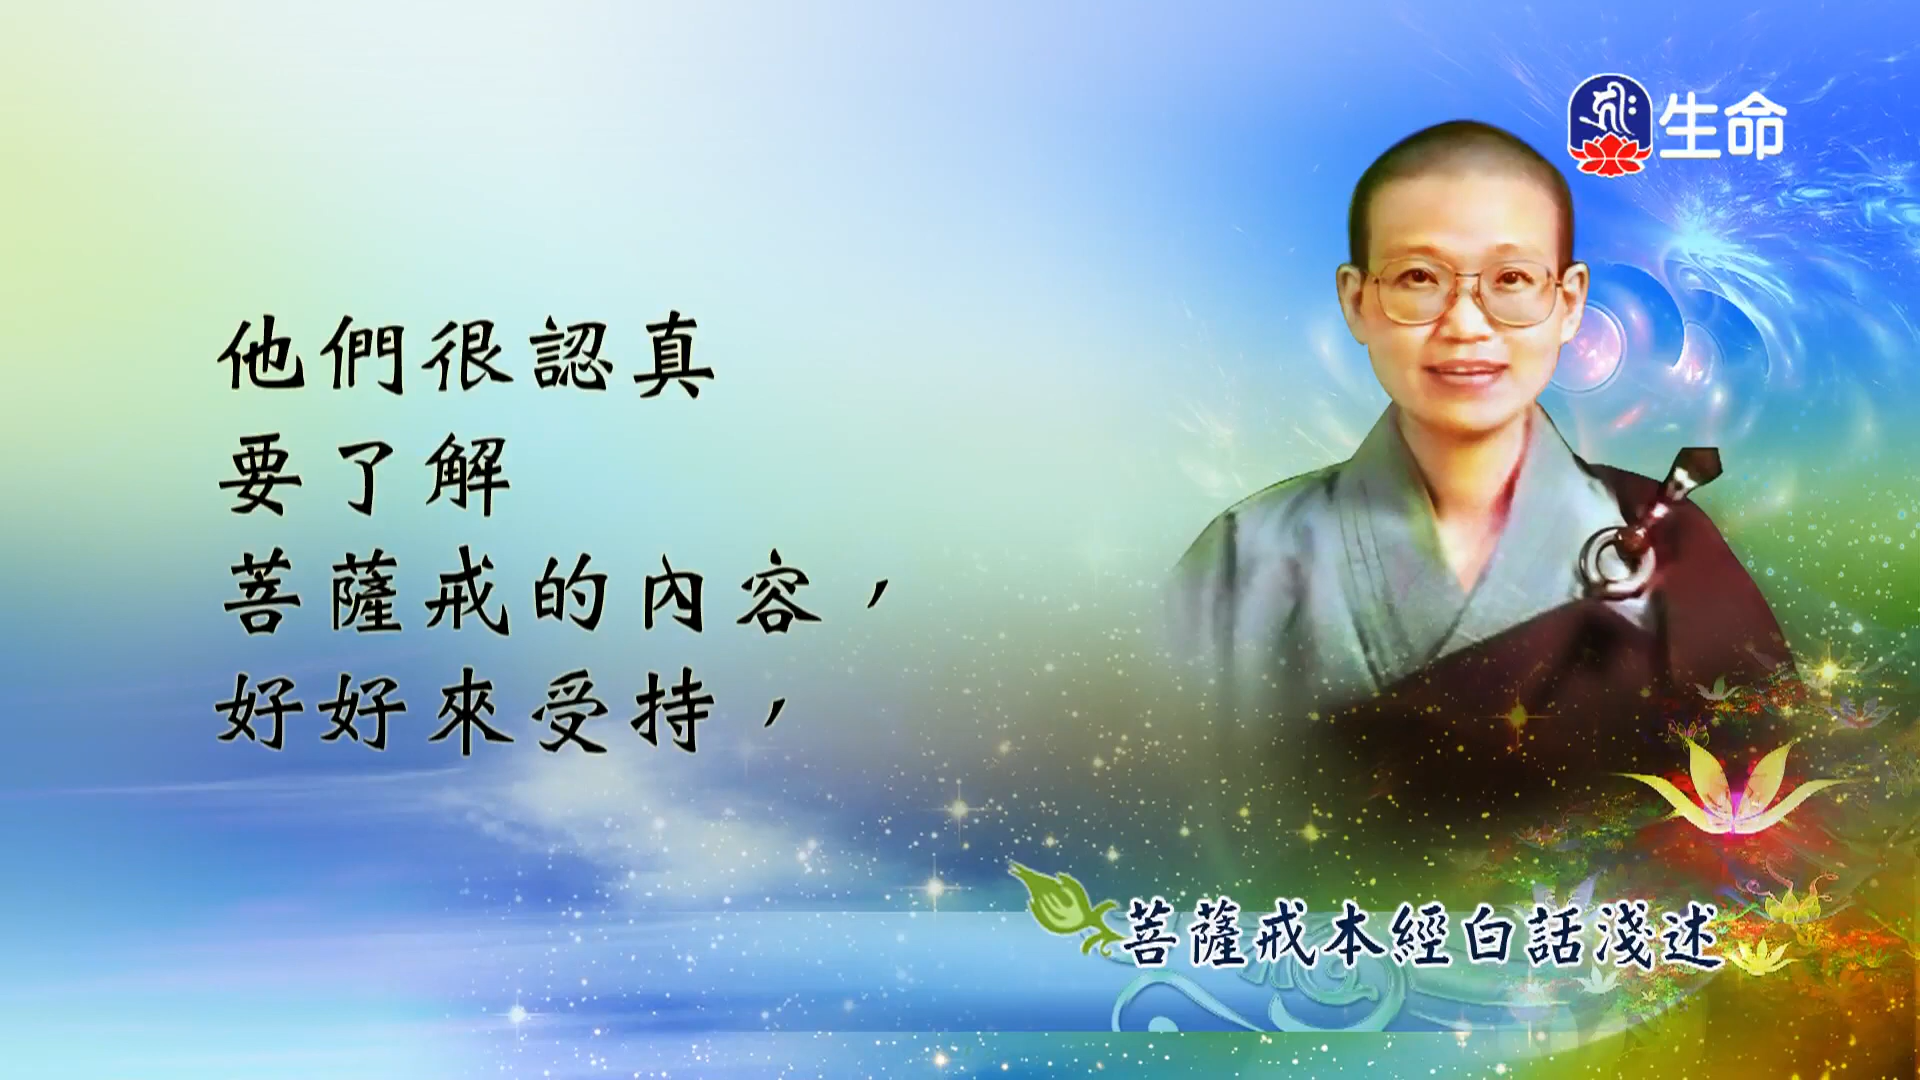 生命
他們很認真
要了解
菩薩戒的內容，
好好來受持，
菩薩戒本經白話淺述